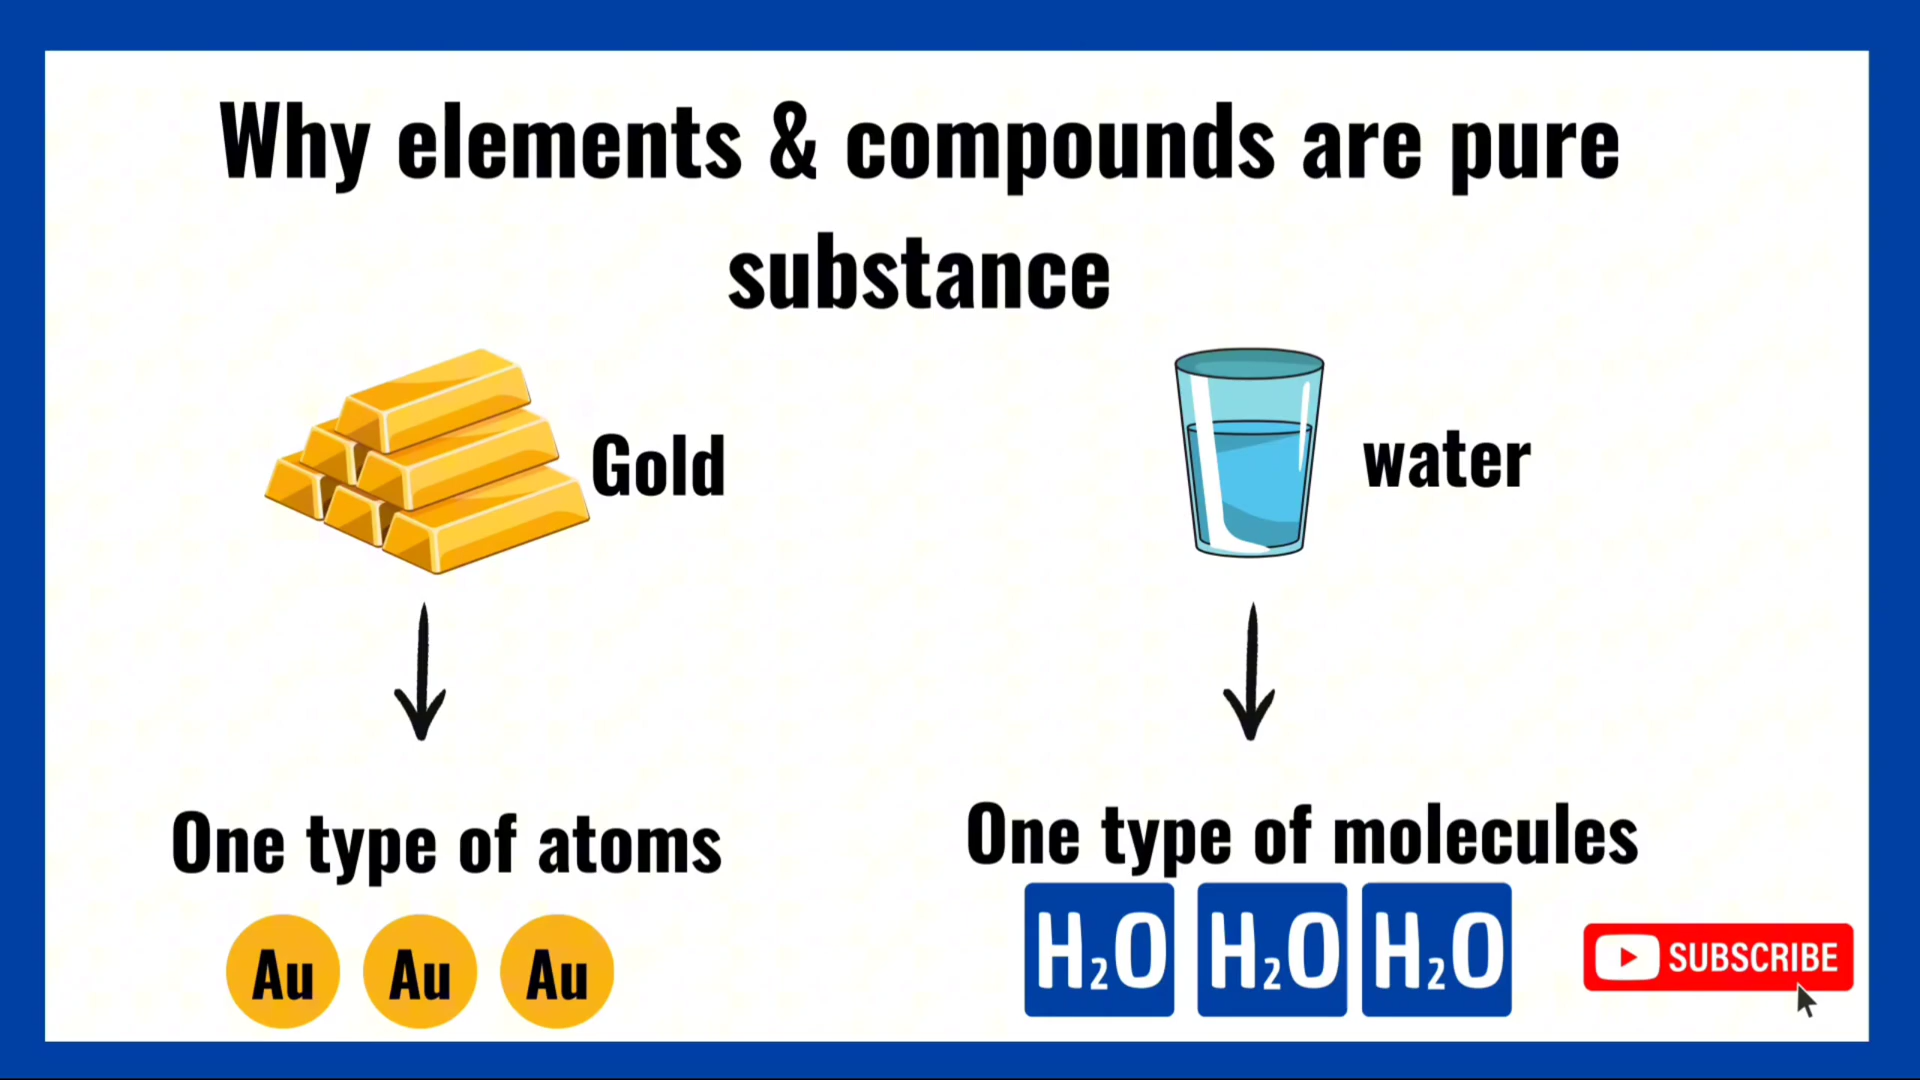 Why elements & compounds are pure
substance
Gold
water
One type of atoms
One type of molecules
Au Au Au
H₂O H₂O H₂O
SUBSCRIBE